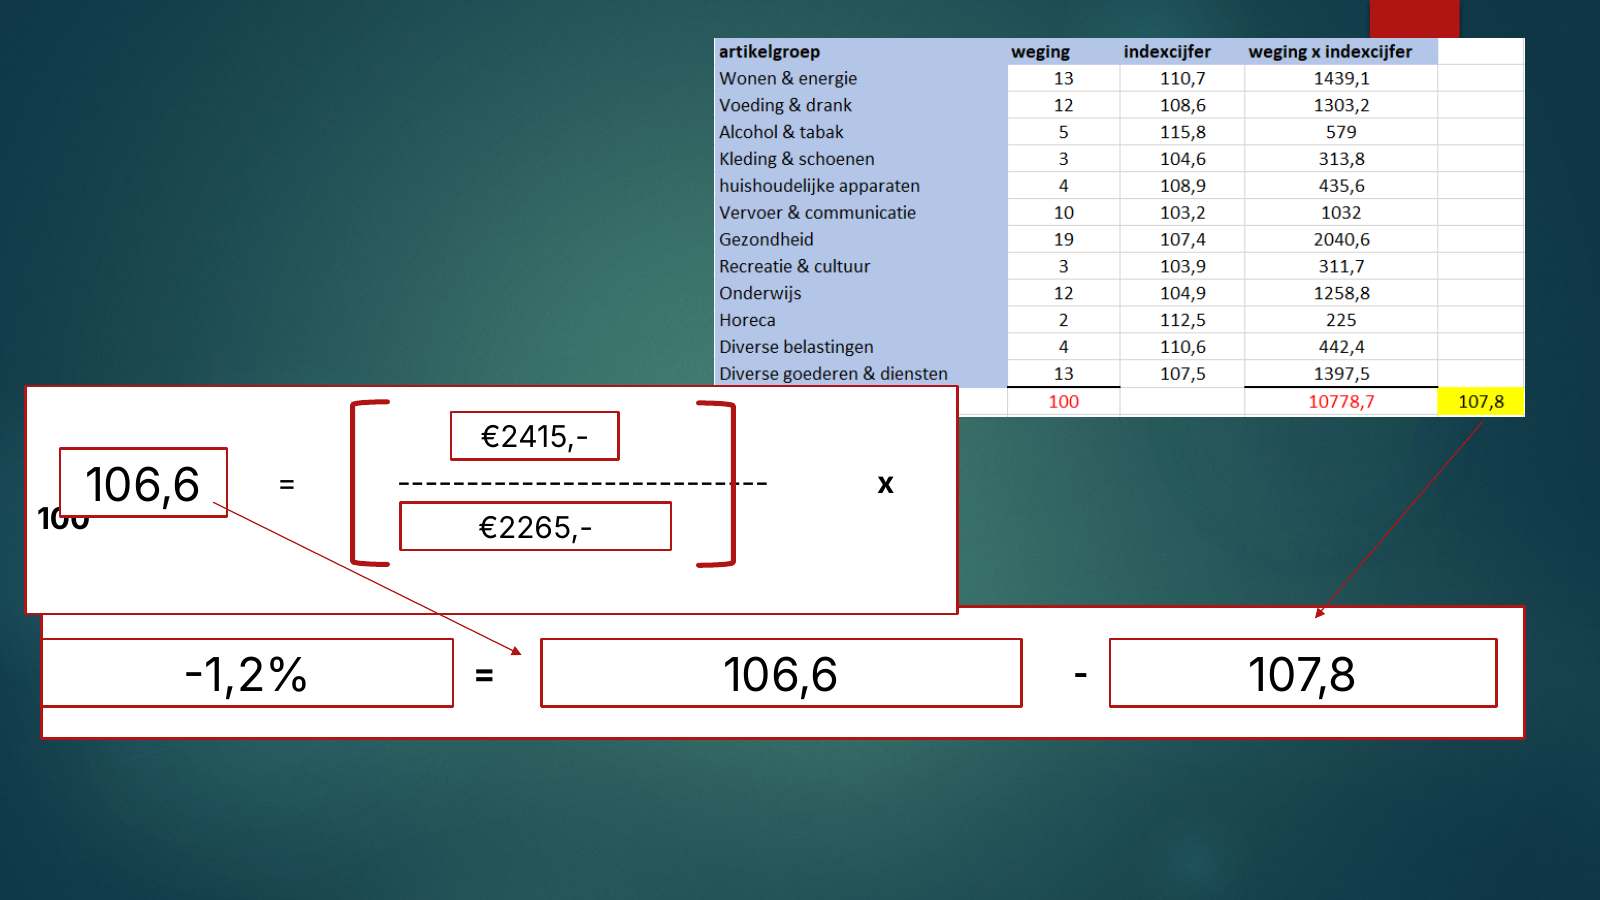 artikelgroep weging indexcijfer weging x indexcijfer
Wonen & energie 13 110,7 1439,1
Voeding & drank 12 108,6 1303,2
Alcohol & tabak 5 115,8 579
Kleding & schoenen 3 104,6 313,8
huishoudelijke apparaten 4 108,9 435,6
Vervoer & communicatie 10 103,2 1032
Gezondheid 19 107,4 2040,6
Recreatie & cultuur 3 103,9 311,7
Onderwijs 12 104,9 1258,8
Horeca 2 112,5 225
Diverse belastingen 4 110,6 442,4
Diverse goederen & diensten 13 107,5 1397,5
100 10778,7 107,8
€2415,-
106,6 = --------------------------- x
100
€2265,-
-1,2% = 106,6 - 107,8